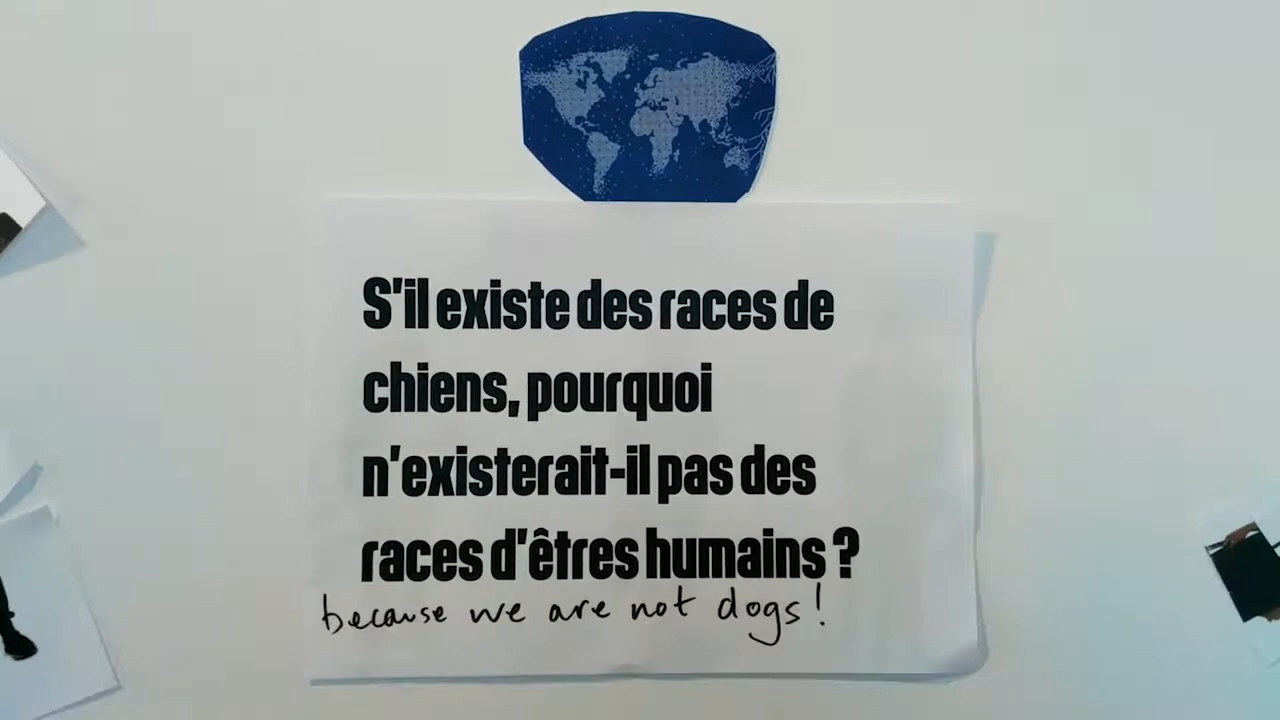 S'il existe des races de
chiens, pourquoi
n'existerait-il pas des
races d'êtres humains ?
because we are not dogs!